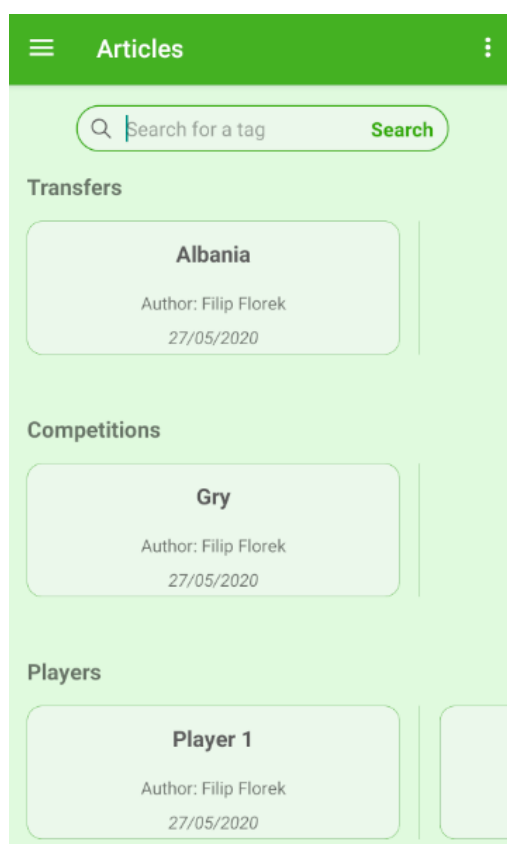 Articles
Search for a tag Search
Transfers
Albania
Author: Filip Florek
27/05/2020
Competitions
Gry
Author: Filip Florek
27/05/2020
Players
Player 1
Author: Filip Florek
27/05/2020